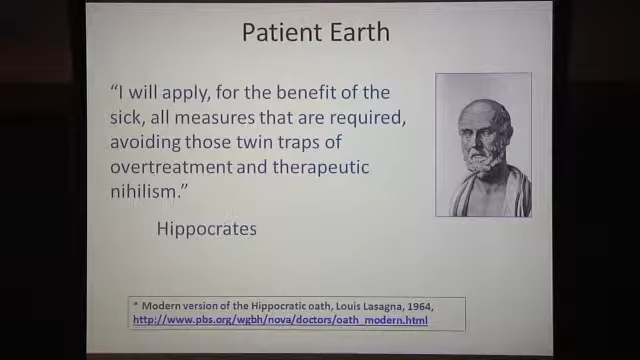 Patient Earth
“I will apply, for the benefit of the
sick, all measures that are required,
avoiding those twin traps of
overtreatment and therapeutic
nihilism.”
Hippocrates
* Modern version of the Hippocratic oath, Louis Lasagna, 1964,
http://www.pbs.org/wgbh/nova/doctors/oath_modern.html